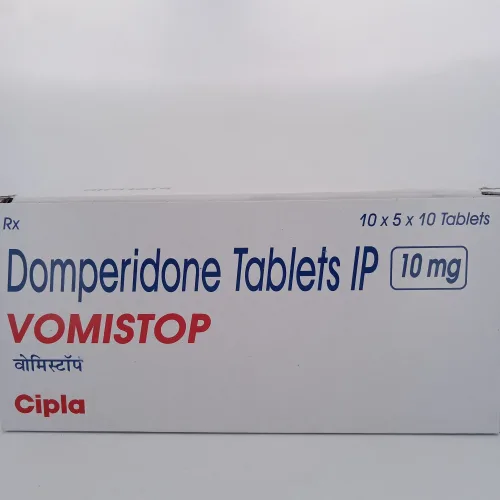 Rx
10 x 5 x 10 Tablets
Domperidone Tablets IP 10 mg
VOMISTOP
वोमिस्टॉप
Cipla